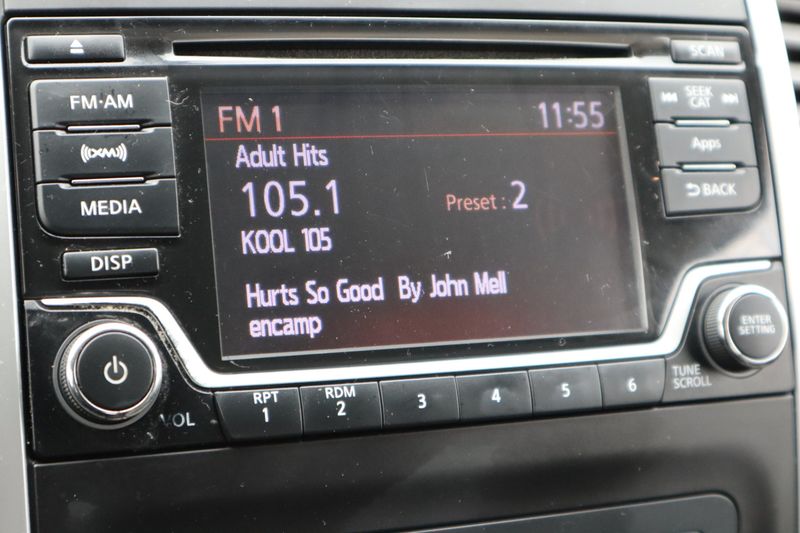 SCAN
FM·AM
SEEK
CAT
XM
Apps
MEDIA
BACK
DISP
FM 1 11:55
Adult Hits
105.1 Preset : 2
KOOL 105
Hurts So Good By John Mell
encamp
ENTER
SETTING
TUNE
SCROLL
VOL
RPT
1
RDM
2
3
4
5
6